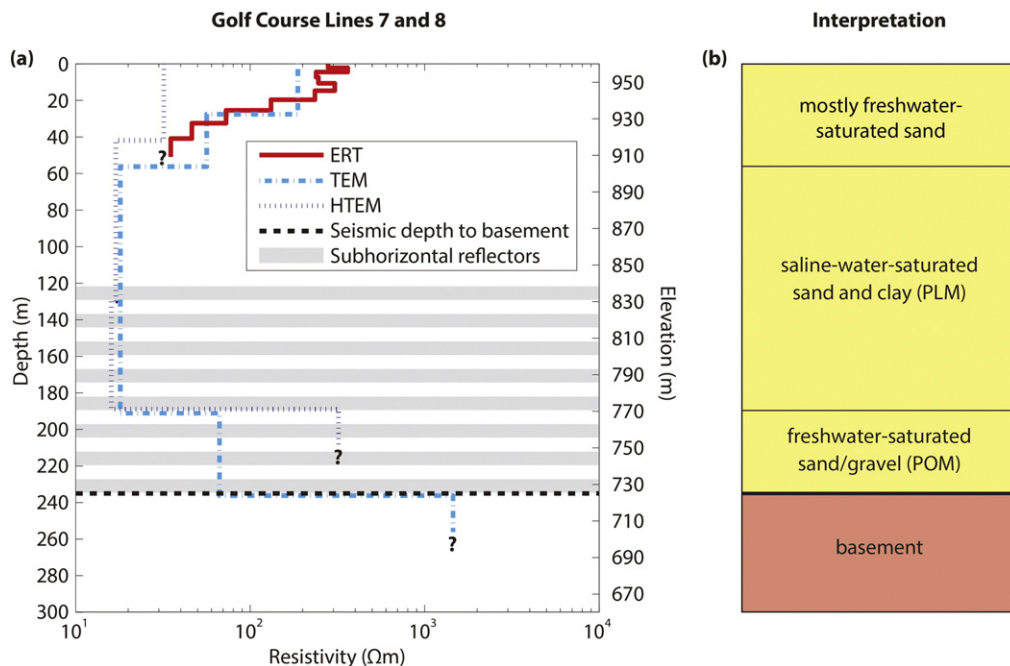 Golf Course Lines 7 and 8
Interpretation
(a)
(b)
0
20
40
60
80
100
120
140
160
180
200
220
240
260
280
300
Depth (m)
950
930
910
890
870
850
830
810
790
770
750
730
710
690
670
Elevation (m)
?
ERT
TEM
HTEM
Seismic depth to basement
Subhorizontal reflectors
?
?
10¹
10²
10³
10⁴
Resistivity (Ωm)
mostly freshwater-
saturated sand
saline-water-saturated
sand and clay (PLM)
freshwater-saturated
sand/gravel (POM)
basement